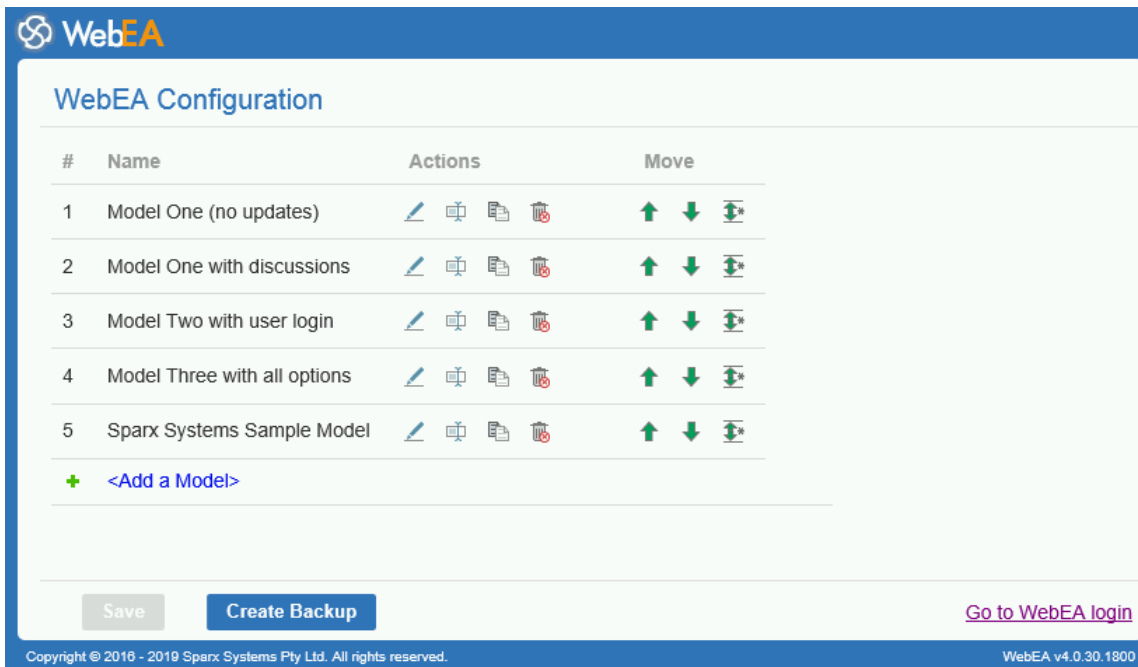 WebEA
WebEA Configuration
# Name Actions Move
1 Model One (no updates)
2 Model One with discussions
3 Model Two with user login
4 Model Three with all options
5 Sparx Systems Sample Model
<Add a Model>
Save Create Backup Go to WebEA login
Copyright © 2016 - 2019 Sparx Systems Pty Ltd. All rights reserved. WebEA v4.0.30.1800